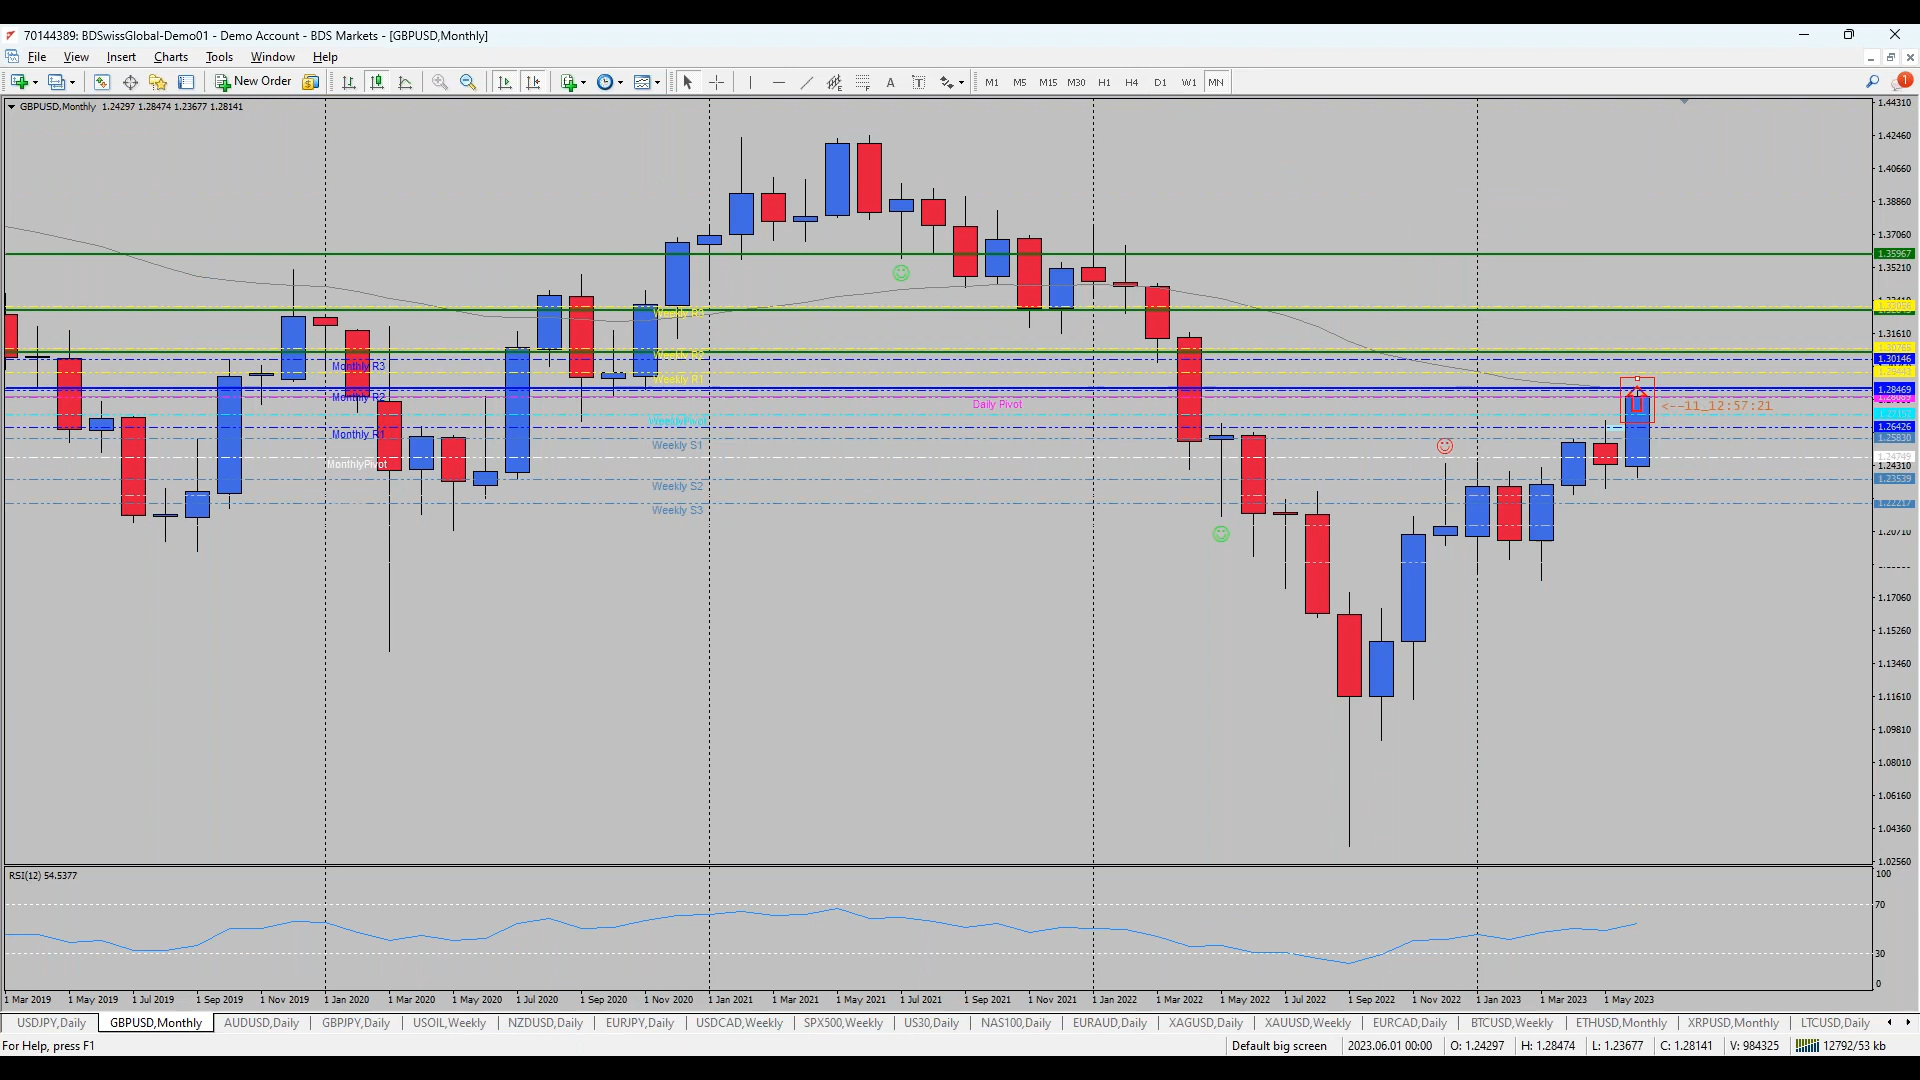 70144389: BDSwissGlobal-Demo01 - Demo Account - BDS Markets - [GBPUSD,Monthly]
File View Insert Charts Tools Window Help
New Order M1 M5 M15 M30 H1 H4 D1 W1 MN 1
GBPUSD,Monthly 1.24297 1.28474 1.23677 1.28141
1.44310
1.42460
1.40660
1.38860
1.37060
1.35967
1.35210
Weekly R3
1.31610
Weekly R2
1.30146
Monthly R3
Weekly R1
1.28469
Monthly R2
Daily Pivot
<--11_12:57:21
WeeklyPivot
1.26426
Monthly R1
1.25830
Weekly S1
1.24749
MonthlyPivot
1.24310
1.23539
Weekly S2
Weekly S3
1.20710
1.17060
1.15260
1.13460
1.11610
1.09810
1.08010
1.06160
1.04360
1.02560
RSI(12) 54.5377
100
70
30
0
1 Mar 2019 1 May 2019 1 Jul 2019 1 Sep 2019 1 Nov 2019 1 Jan 2020 1 Mar 2020 1 May 2020 1 Jul 2020 1 Sep 2020 1 Nov 2020 1 Jan 2021 1 Mar 2021 1 May 2021 1 Jul 2021 1 Sep 2021 1 Nov 2021 1 Jan 2022 1 Mar 2022 1 May 2022 1 Jul 2022 1 Sep 2022 1 Nov 2022 1 Jan 2023 1 Mar 2023 1 May 2023
USDJPY,Daily GBPUSD,Monthly AUDUSD,Daily GBPJPY,Daily USOIL,Weekly NZDUSD,Daily EURJPY,Daily USDCAD,Weekly SPX500,Weekly US30,Daily NAS100,Daily EURAUD,Daily XAGUSD,Daily XAUUSD,Weekly EURCAD,Daily BTCUSD,Weekly ETHUSD,Monthly XRPUSD,Monthly LTCUSD,Daily
For Help, press F1 Default big screen 2023.06.01 00:00 O: 1.24297 H: 1.28474 L: 1.23677 C: 1.28141 V: 984325 12792/53 kb